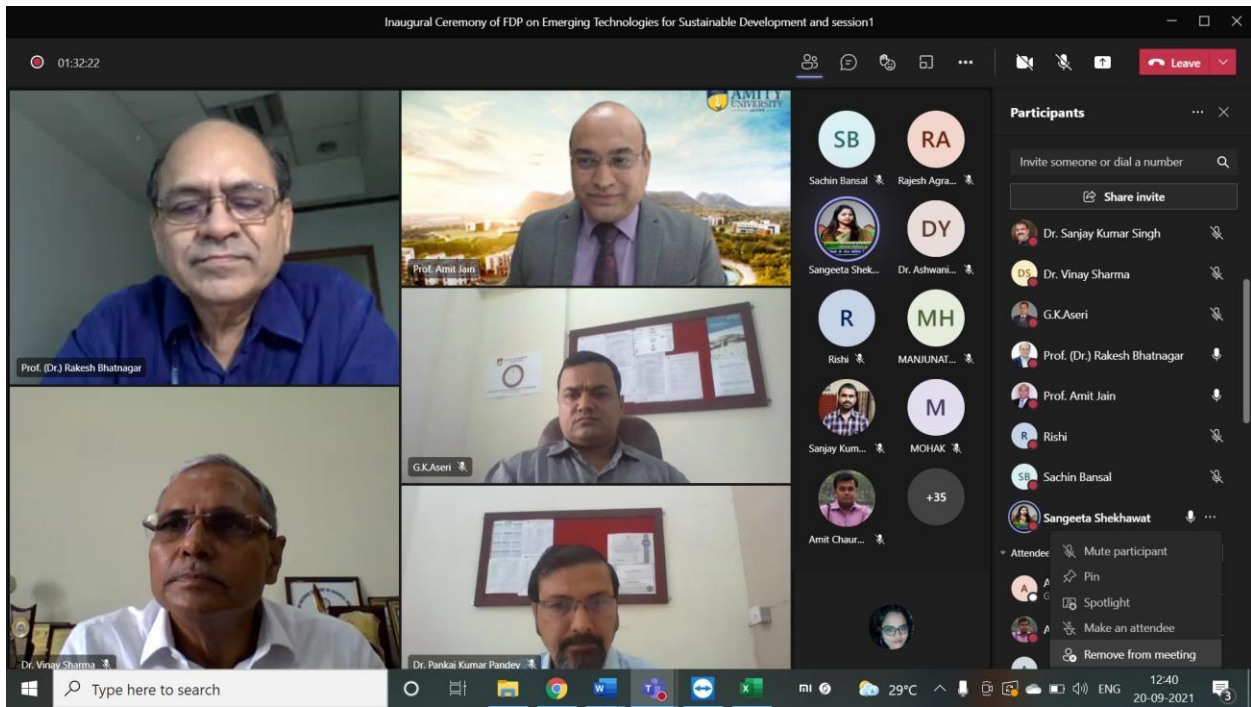 Inaugural Ceremony of FDP on Emerging Technologies for Sustainable Development and session1
01:32:22
Leave
AMITY
UNIVERSITY
Prof. (Dr.) Rakesh Bhatnagar
Prof. Amit Jain
G.K.Aseri
Dr. Vinay Sharma
Dr. Pankaj Kumar Pandey
SB
Sachin Bansal
RA
Rajesh Agra...
Sangeeta Shek...
DY
Dr. Ashwani...
R
Rishi
MH
MANJUNAT...
Sanjay Kum...
M
MOHAK
Amit Chaur...
+35
Participants
Invite someone or dial a number
Share invite
Dr. Sanjay Kumar Singh
DS
Dr. Vinay Sharma
G.K.Aseri
Prof. (Dr.) Rakesh Bhatnagar
Prof. Amit Jain
R
Rishi
SB
Sachin Bansal
Sangeeta Shekhawat
Attendee
A
Mute participant
Pin
Spotlight
Make an attendee
Remove from meeting
Type here to search
29°C
ENG
12:40
20-09-2021
3